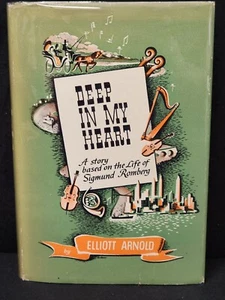 DEEP
IN MY
HEART
A story
based on the Life of
Sigmund Romberg
by
ELLIOTT ARNOLD